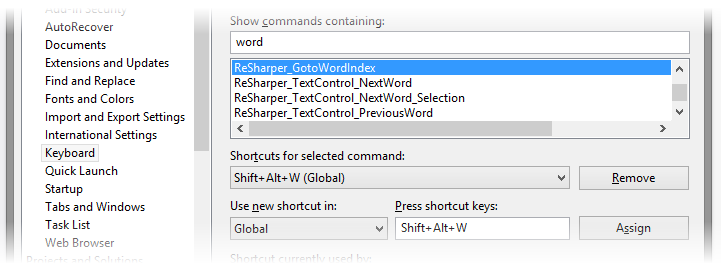 Add-in Security
AutoRecover
Documents
Extensions and Updates
Find and Replace
Fonts and Colors
Import and Export Settings
International Settings
Keyboard
Quick Launch
Startup
Tabs and Windows
Task List
Web Browser
Projects and Solutions
Show commands containing:
word
ReSharper_GotoWordIndex
ReSharper_TextControl_NextWord
ReSharper_TextControl_NextWord_Selection
ReSharper_TextControl_PreviousWord
Shortcuts for selected command:
Shift+Alt+W (Global)
Remove
Use new shortcut in:
Press shortcut keys:
Global
Shift+Alt+W
Assign
Shortcut currently used by: